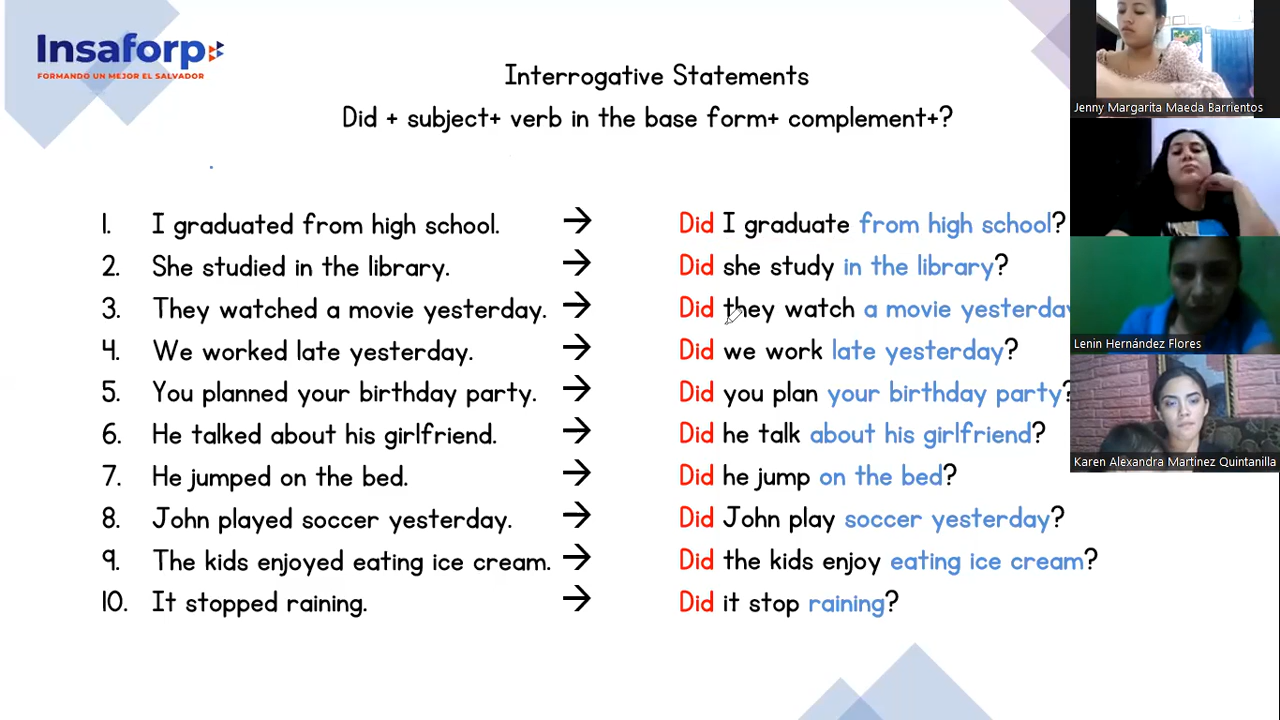 Insaforp
FORMANDO UN MEJOR EL SALVADOR
Interrogative Statements
Did + subject+ verb in the base form+ complement+?
1. I graduated from high school. → Did I graduate from high school?
2. She studied in the library. → Did she study in the library?
3. They watched a movie yesterday. → Did they watch a movie yesterday
4. We worked late yesterday. → Did we work late yesterday?
5. You planned your birthday party. → Did you plan your birthday party?
6. He talked about his girlfriend. → Did he talk about his girlfriend?
7. He jumped on the bed. → Did he jump on the bed?
8. John played soccer yesterday. → Did John play soccer yesterday?
9. The kids enjoyed eating ice cream. → Did the kids enjoy eating ice cream?
10. It stopped raining. → Did it stop raining?
Jenny Margarita Maeda Barrientos
Lenin Hernández Flores
Karen Alexandra Martinez Quintanilla